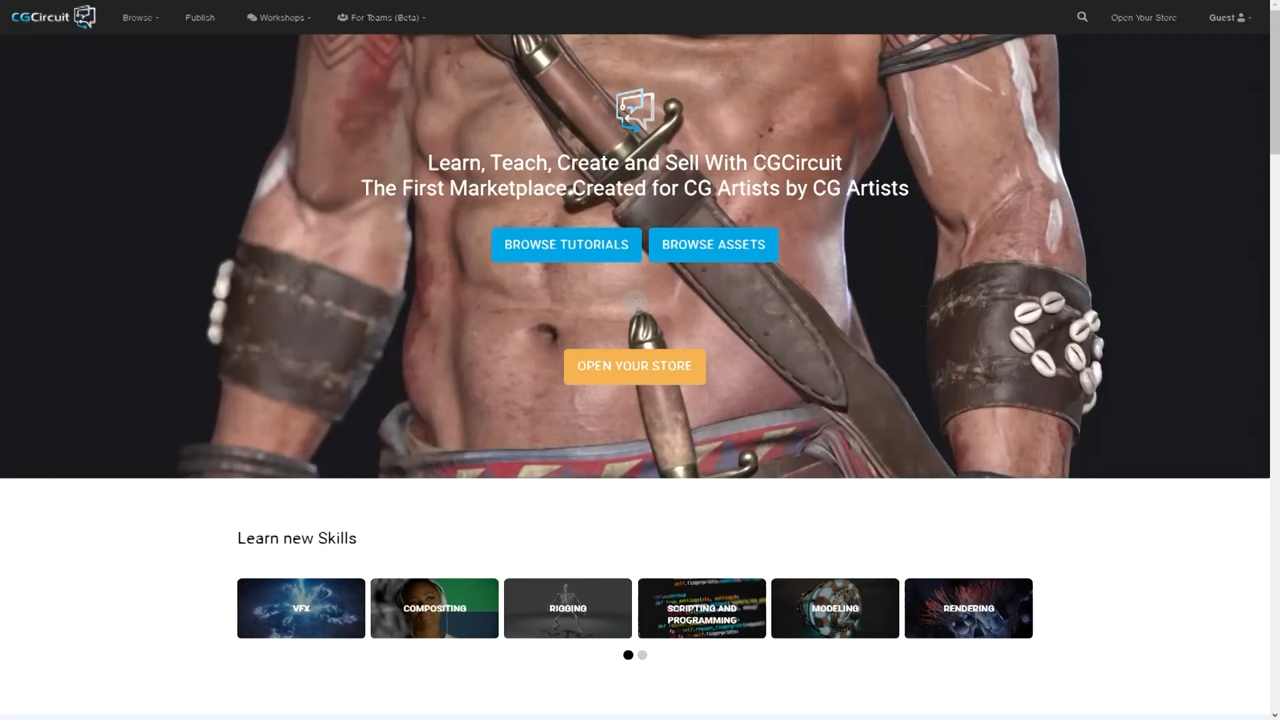 CGCircuit
Browse
Publish
Workshops
For Teams (Beta)
Open Your Store
Guest
Learn, Teach, Create and Sell With CGCircuit
The First Marketplace Created for CG Artists by CG Artists
BROWSE TUTORIALS
BROWSE ASSETS
OPEN YOUR STORE
Learn new Skills
VFX
COMPOSITING
RIGGING
SCRIPTING AND
PROGRAMMING
MODELING
RENDERING